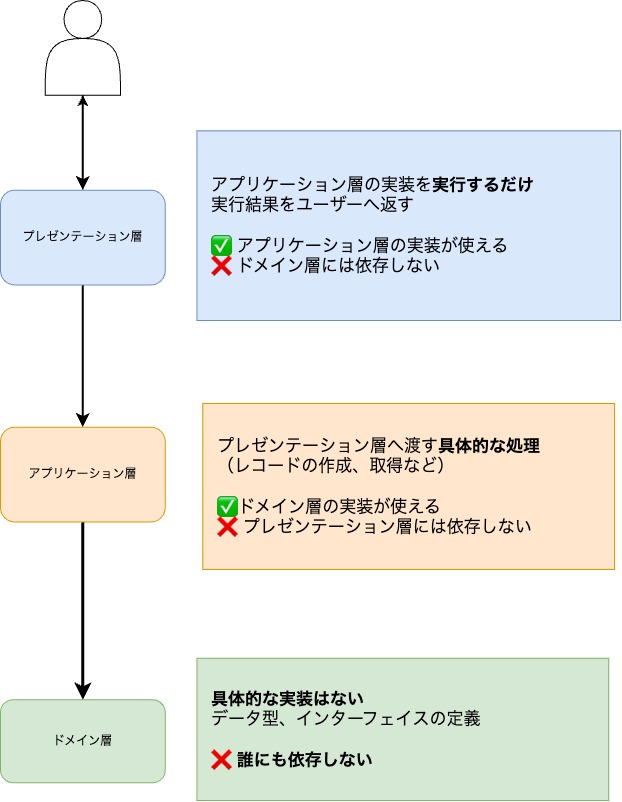 プレゼンテーション層
アプリケーション層の実装を実行するだけ
実行結果をユーザーへ返す
✅ アプリケーション層の実装が使える
❌ ドメイン層には依存しない
アプリケーション層
プレゼンテーション層へ渡す具体的な処理
（レコードの作成、取得など）
✅ドメイン層の実装が使える
❌ プレゼンテーション層には依存しない
ドメイン層
具体的な実装はない
データ型、インターフェイスの定義
❌ 誰にも依存しない